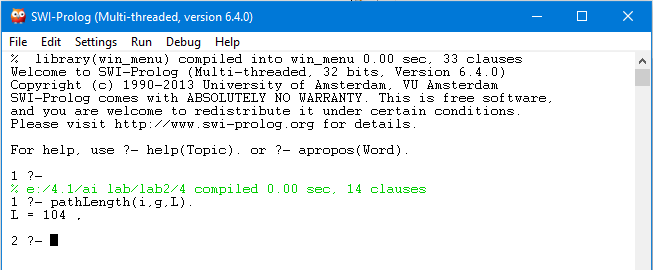 SWI-Prolog (Multi-threaded, version 6.4.0)
File Edit Settings Run Debug Help
% library(win_menu) compiled into win_menu 0.00 sec, 33 clauses
Welcome to SWI-Prolog (Multi-threaded, 32 bits, Version 6.4.0)
Copyright (c) 1990-2013 University of Amsterdam, VU Amsterdam
SWI-Prolog comes with ABSOLUTELY NO WARRANTY. This is free software,
and you are welcome to redistribute it under certain conditions.
Please visit http://www.swi-prolog.org for details.
For help, use ?- help(Topic). or ?- apropos(Word).
1 ?-
% e:/4.1/ai lab/lab2/4 compiled 0.00 sec, 14 clauses
1 ?- pathLength(i,g,L).
L = 104 ,
2 ?-